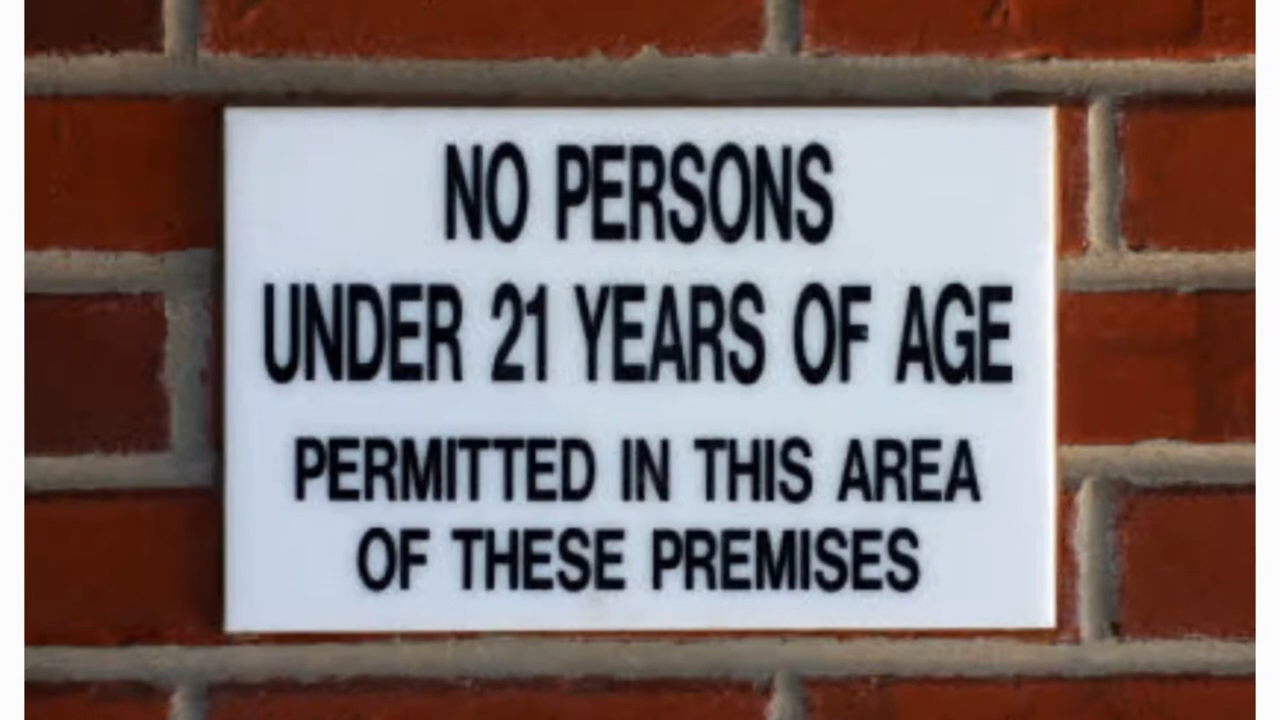 NO PERSONS
UNDER 21 YEARS OF AGE
PERMITTED IN THIS AREA
OF THESE PREMISES